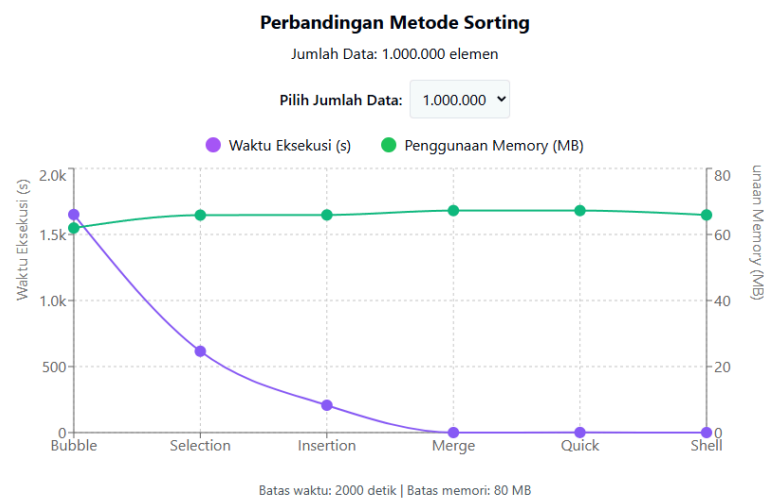 Perbandingan Metode Sorting
Jumlah Data: 1.000.000 elemen
Pilih Jumlah Data: 1.000.000
Waktu Eksekusi (s) Penggunaan Memory (MB)
Waktu Eksekusi (s)
2.0k
1.5k
1.0k
500
0
80
60
40
20
0
unaan Memory (MB)
Bubble Selection Insertion Merge Quick Shell
Batas waktu: 2000 detik | Batas memori: 80 MB